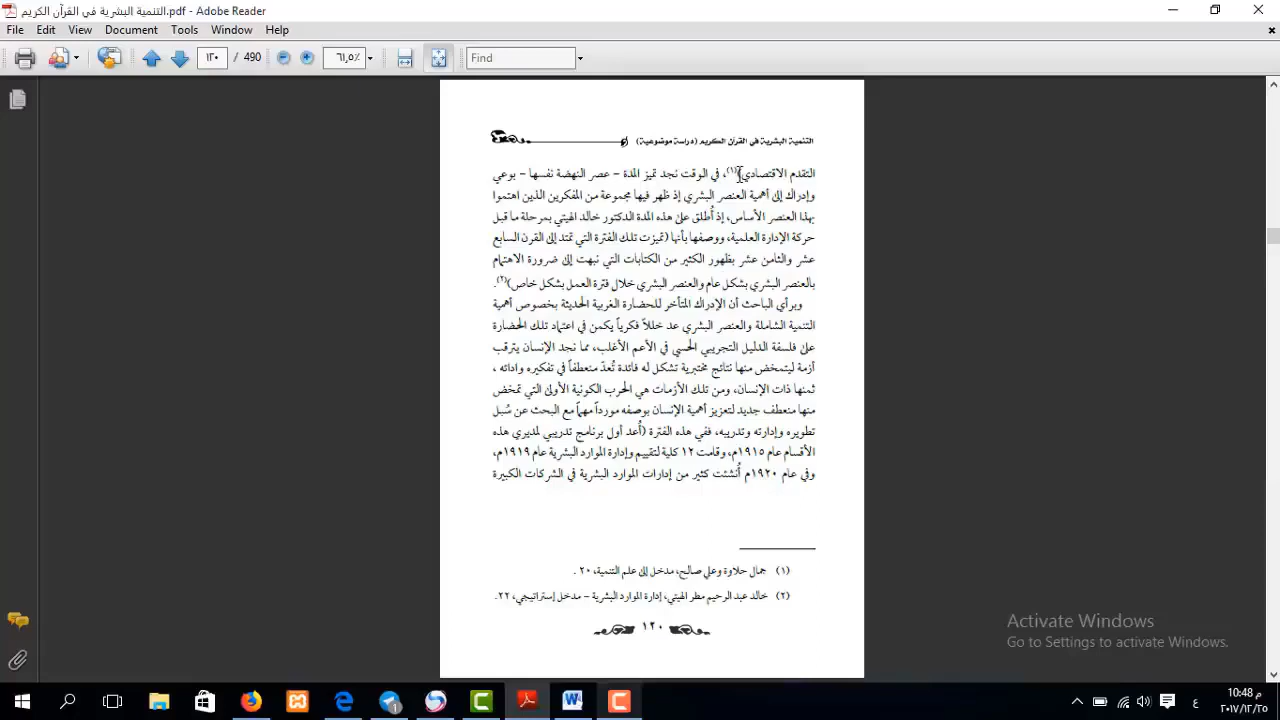 التنمية البشرية في القرآن الكريم.pdf - Adobe Reader
File Edit View Document Tools Window Help
١٣٠ / 490 ٦١,٥% Find
التنمية البشرية في القرآن الكريم (دراسة موضوعية)
التقدم الاقتصادي)(١)، في الوقت نجد تميز المدة – عصر النهضة نفسها – بوعي
وإدراك إلى أهمية العنصر البشري إذ ظهر فيها مجموعة من المفكرين الذين اهتموا
بهذا العنصر الأساس، إذ أُطلق على هذه المدة الدكتور خالد الهيتي بمرحلة ما قبل
حركة الإدارة العلمية، ووصفها بأنها (تميزت تلك الفترة التي تمتد إلى القرن السابع
عشر والثامن عشر بظهور الكثير من الكتابات التي نبهت إلى ضرورة الاهتمام
بالعنصر البشري بشكل عام والعنصر البشري خلال فترة العمل بشكل خاص)(٢).
وبرأي الباحث أن الإدراك المتأخر للحضارة الغربية الحديثة بخصوص أهمية
التنمية الشاملة والعنصر البشري عد خللاً فكرياً يكمن في اعتماد تلك الحضارة
على فلسفة الدليل التجريبي الحسي في الأعم الأغلب، مما نجد الإنسان يترقب
أزمة ليتمخض منها نتائج مختبرية تشكل له فائدة تُعدّ منعطفاً في تفكيره واداته ،
ثمنها ذات الإنسان، ومن تلك الأزمات هي الحرب الكونية الأولى التي تمخض
منها منعطف جديد لتعزيز أهمية الإنسان بوصفه مورداً مهماً مع البحث عن سُبل
تطويره وإدارته وتدريبه، ففي هذه الفترة (أُعد أول برنامج تدريبي لمديري هذه
الأقسام عام ١٩١٥م، وقامت ١٢ كلية لتقييم وإدارة الموارد البشرية عام ١٩١٩م،
وفي عام ١٩٢٠م أُنشئت كثير من إدارات الموارد البشرية في الشركات الكبيرة
(١) جمال حلاوة وعلي صالح، مدخل إلى علم التنمية، ٢٠ .
(٢) خالد عبد الرحيم مطر الهيتي، إدارة الموارد البشرية – مدخل إستراتيجي، ٢٢.
١٣٠
Activate Windows
Go to Settings to activate Windows.
10:48 م
٢٠١٧/١٢/٢٥
ع